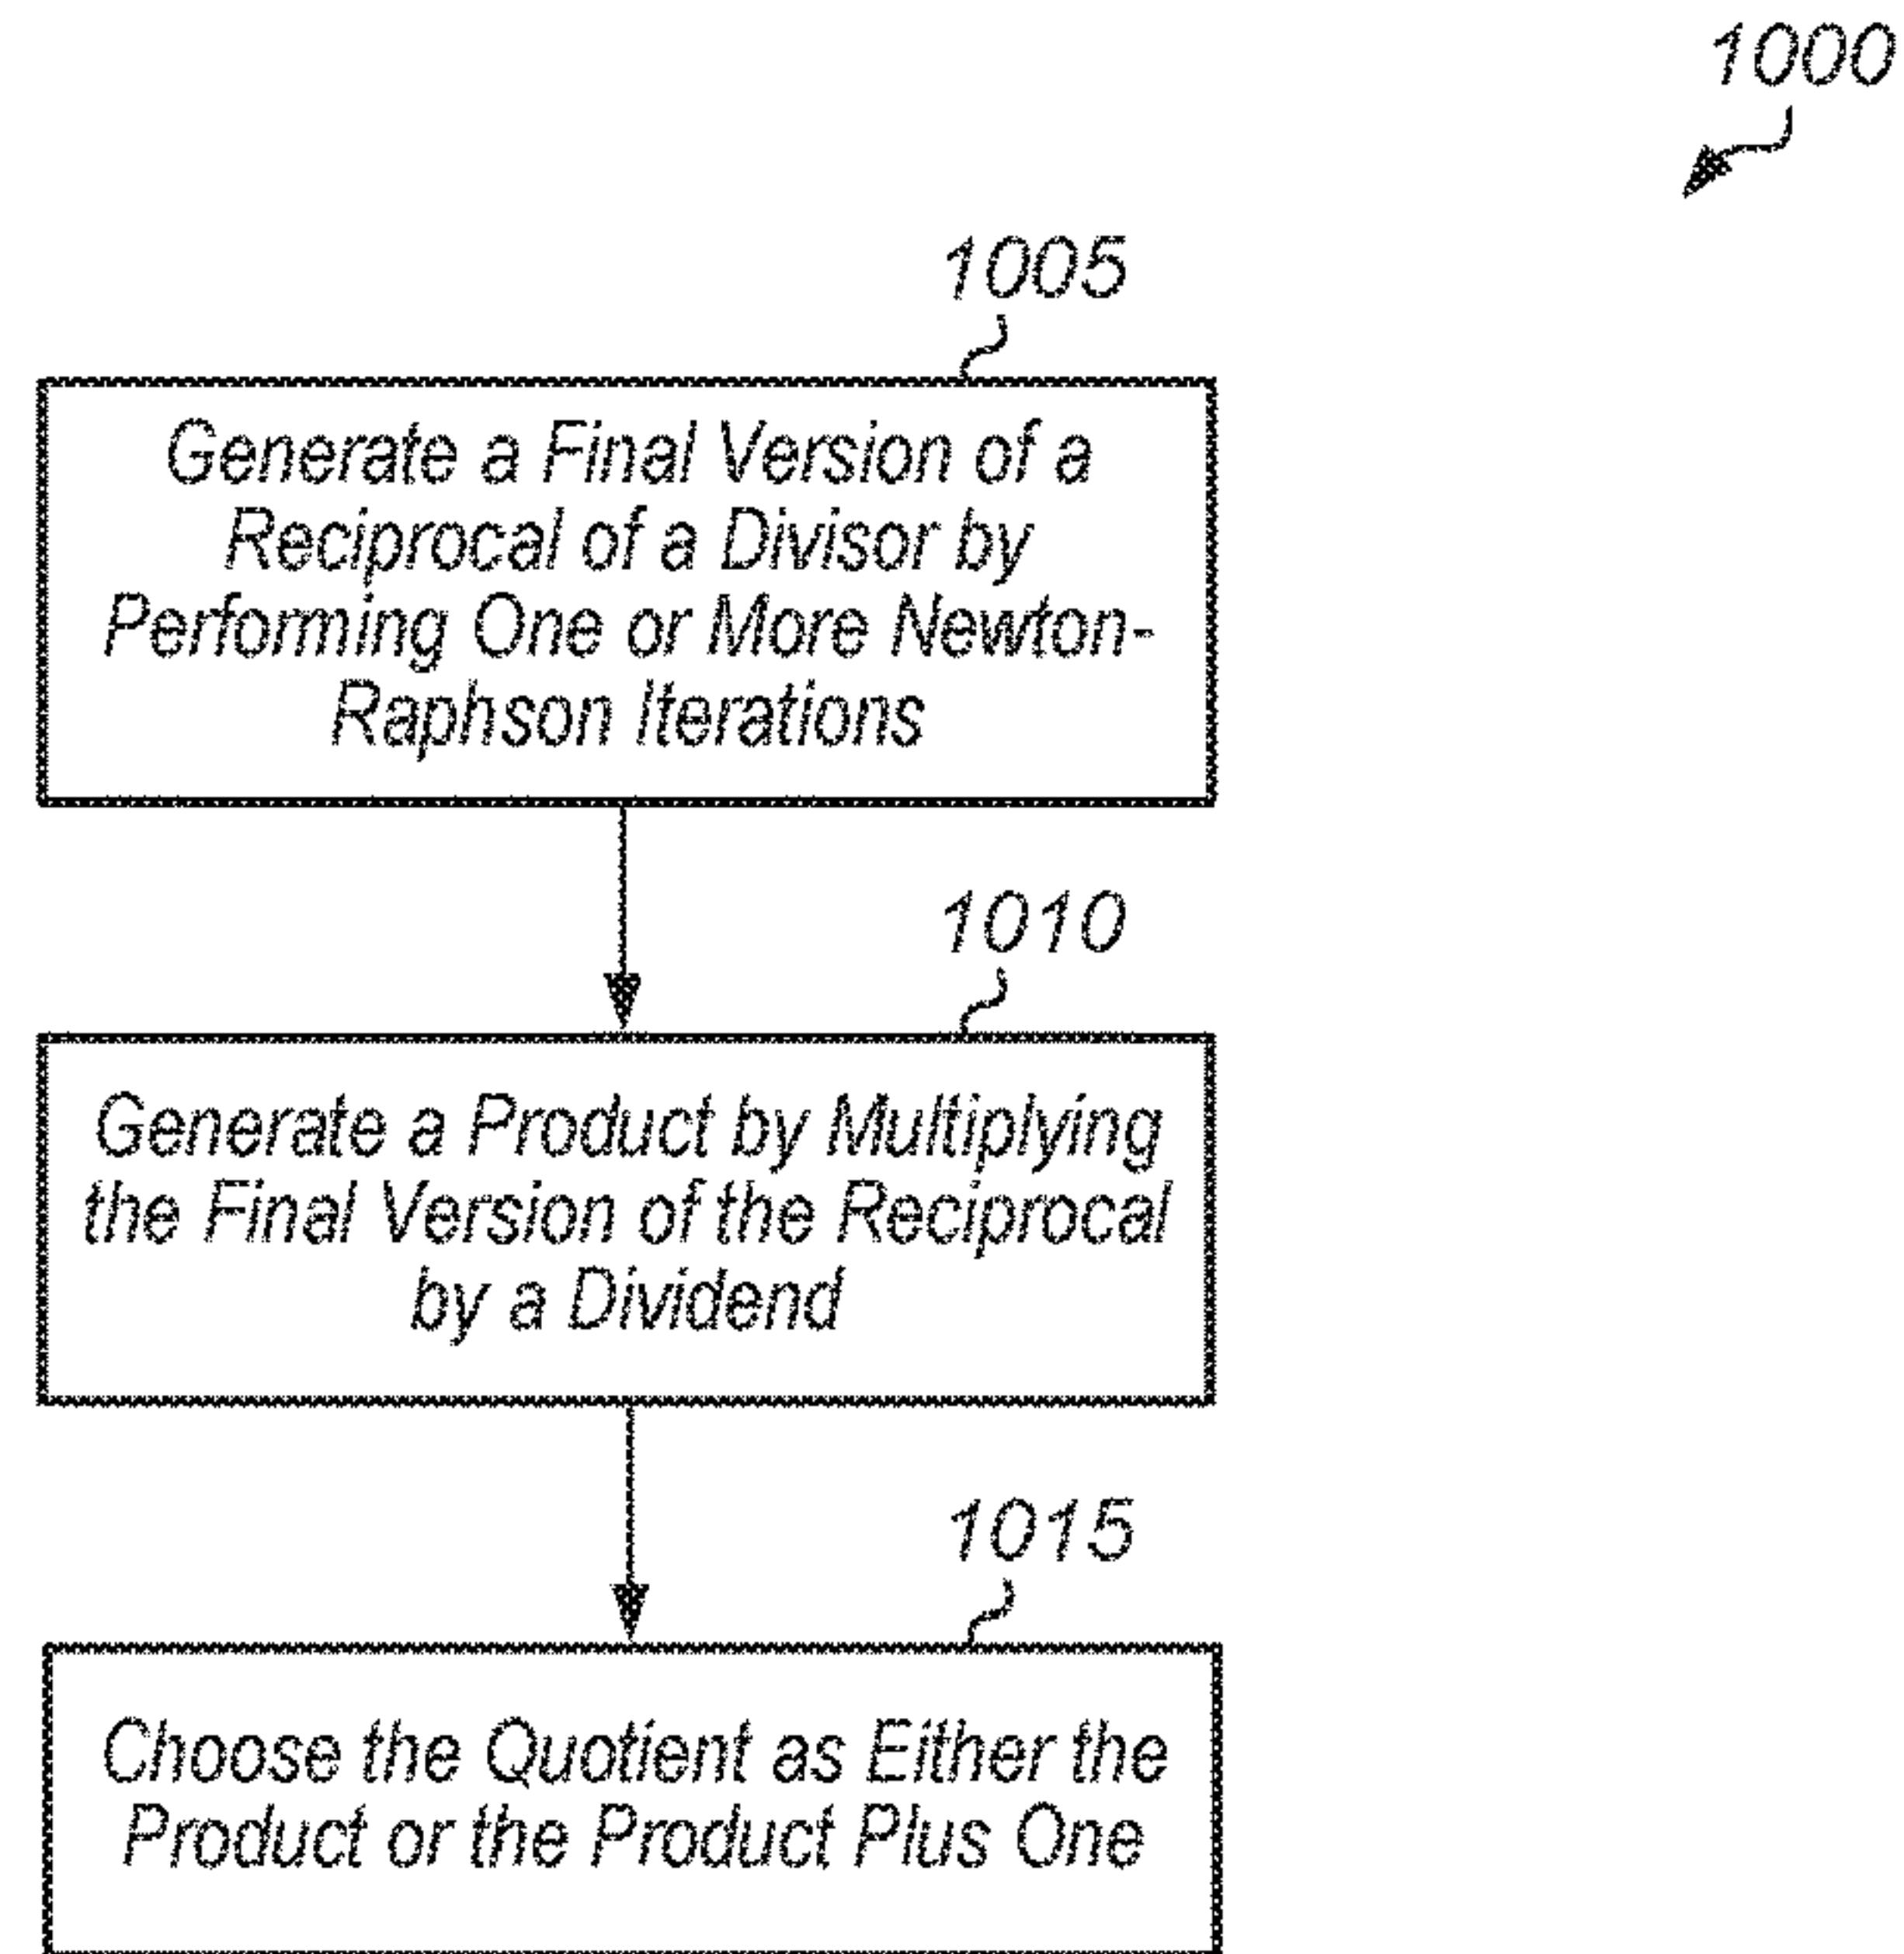 1000
1005
Generate a Final Version of a
Reciprocal of a Divisor by
Performing One or More Newton-
Raphson Iterations
1010
Generate a Product by Multiplying
the Final Version of the Reciprocal
by a Dividend
1015
Choose the Quotient as Either the
Product or the Product Plus One